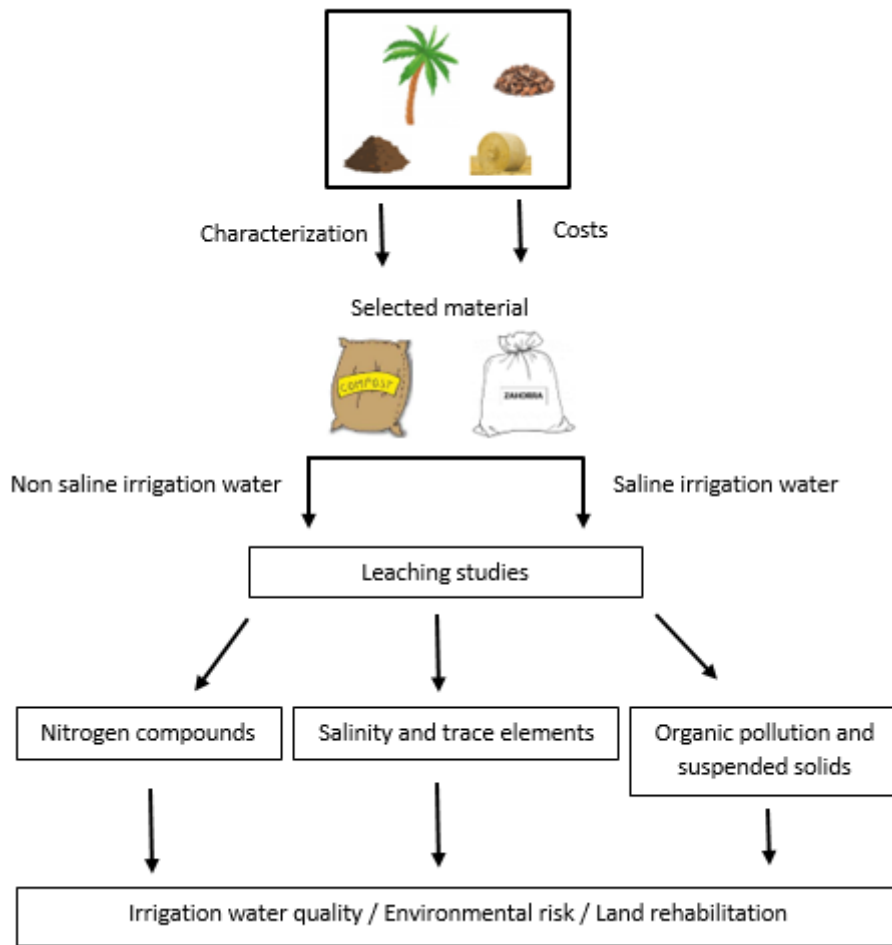 Characterization
Costs
Selected material
COMPOST
ZAHORRA
Non saline irrigation water
Saline irrigation water
Leaching studies
Nitrogen compounds
Salinity and trace elements
Organic pollution and
suspended solids
Irrigation water quality / Environmental risk / Land rehabilitation